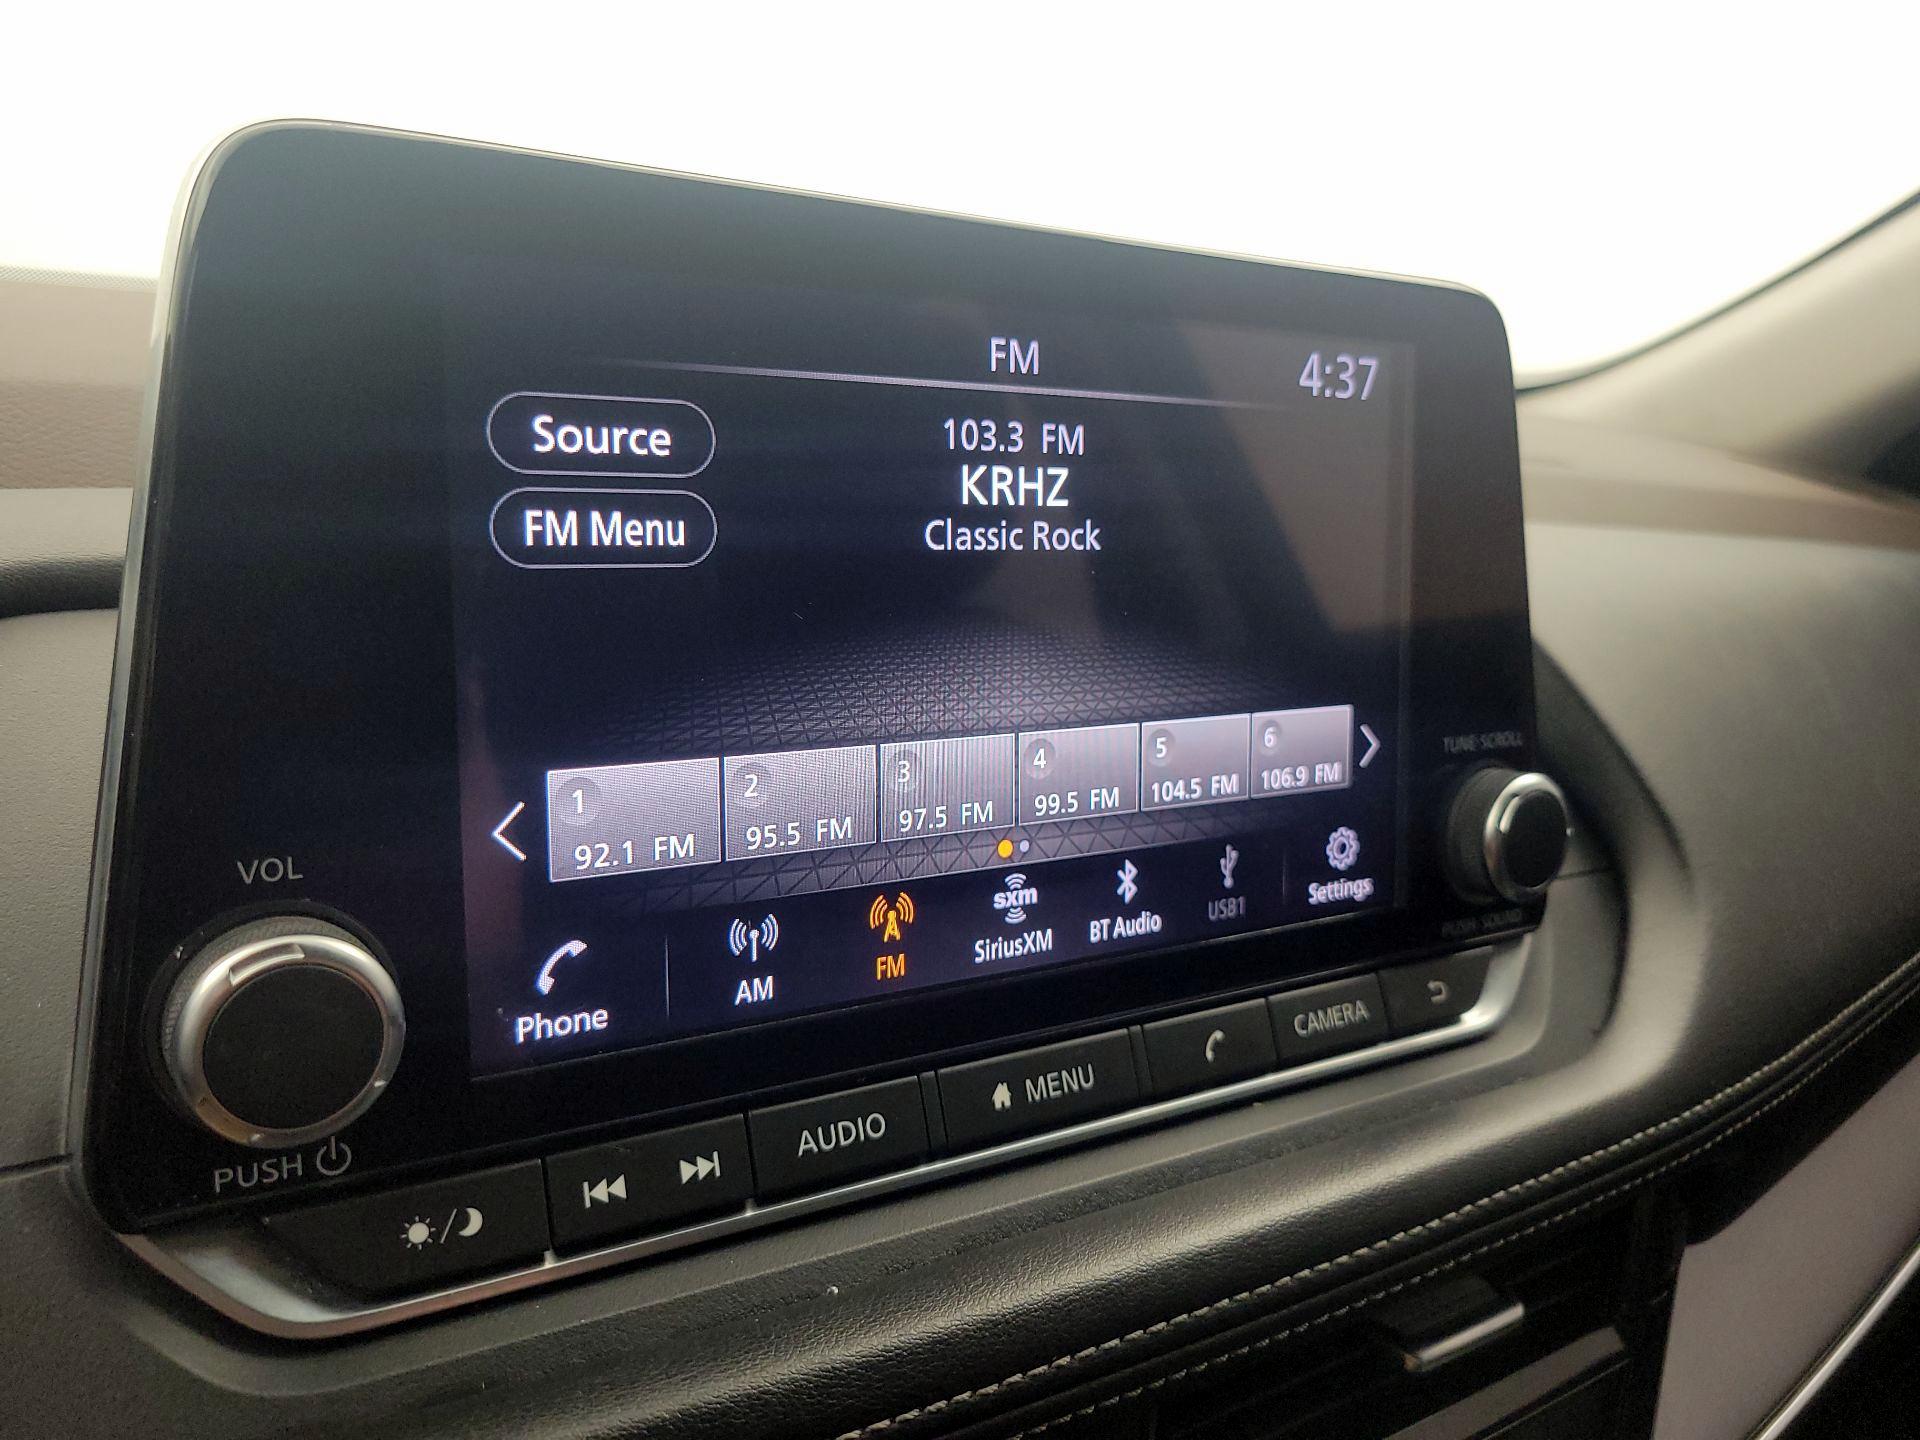 FM
4:37
Source
103.3 FM
KRHZ
FM Menu
Classic Rock
1
92.1 FM
2
95.5 FM
3
97.5 FM
4
99.5 FM
5
104.5 FM
6
106.9 FM
Phone
AM
FM
sxm
SiriusXM
BT Audio
USB1
Settings
VOL
PUSH
TUNE·SCROLL
PUSH·SOUND
AUDIO
MENU
CAMERA